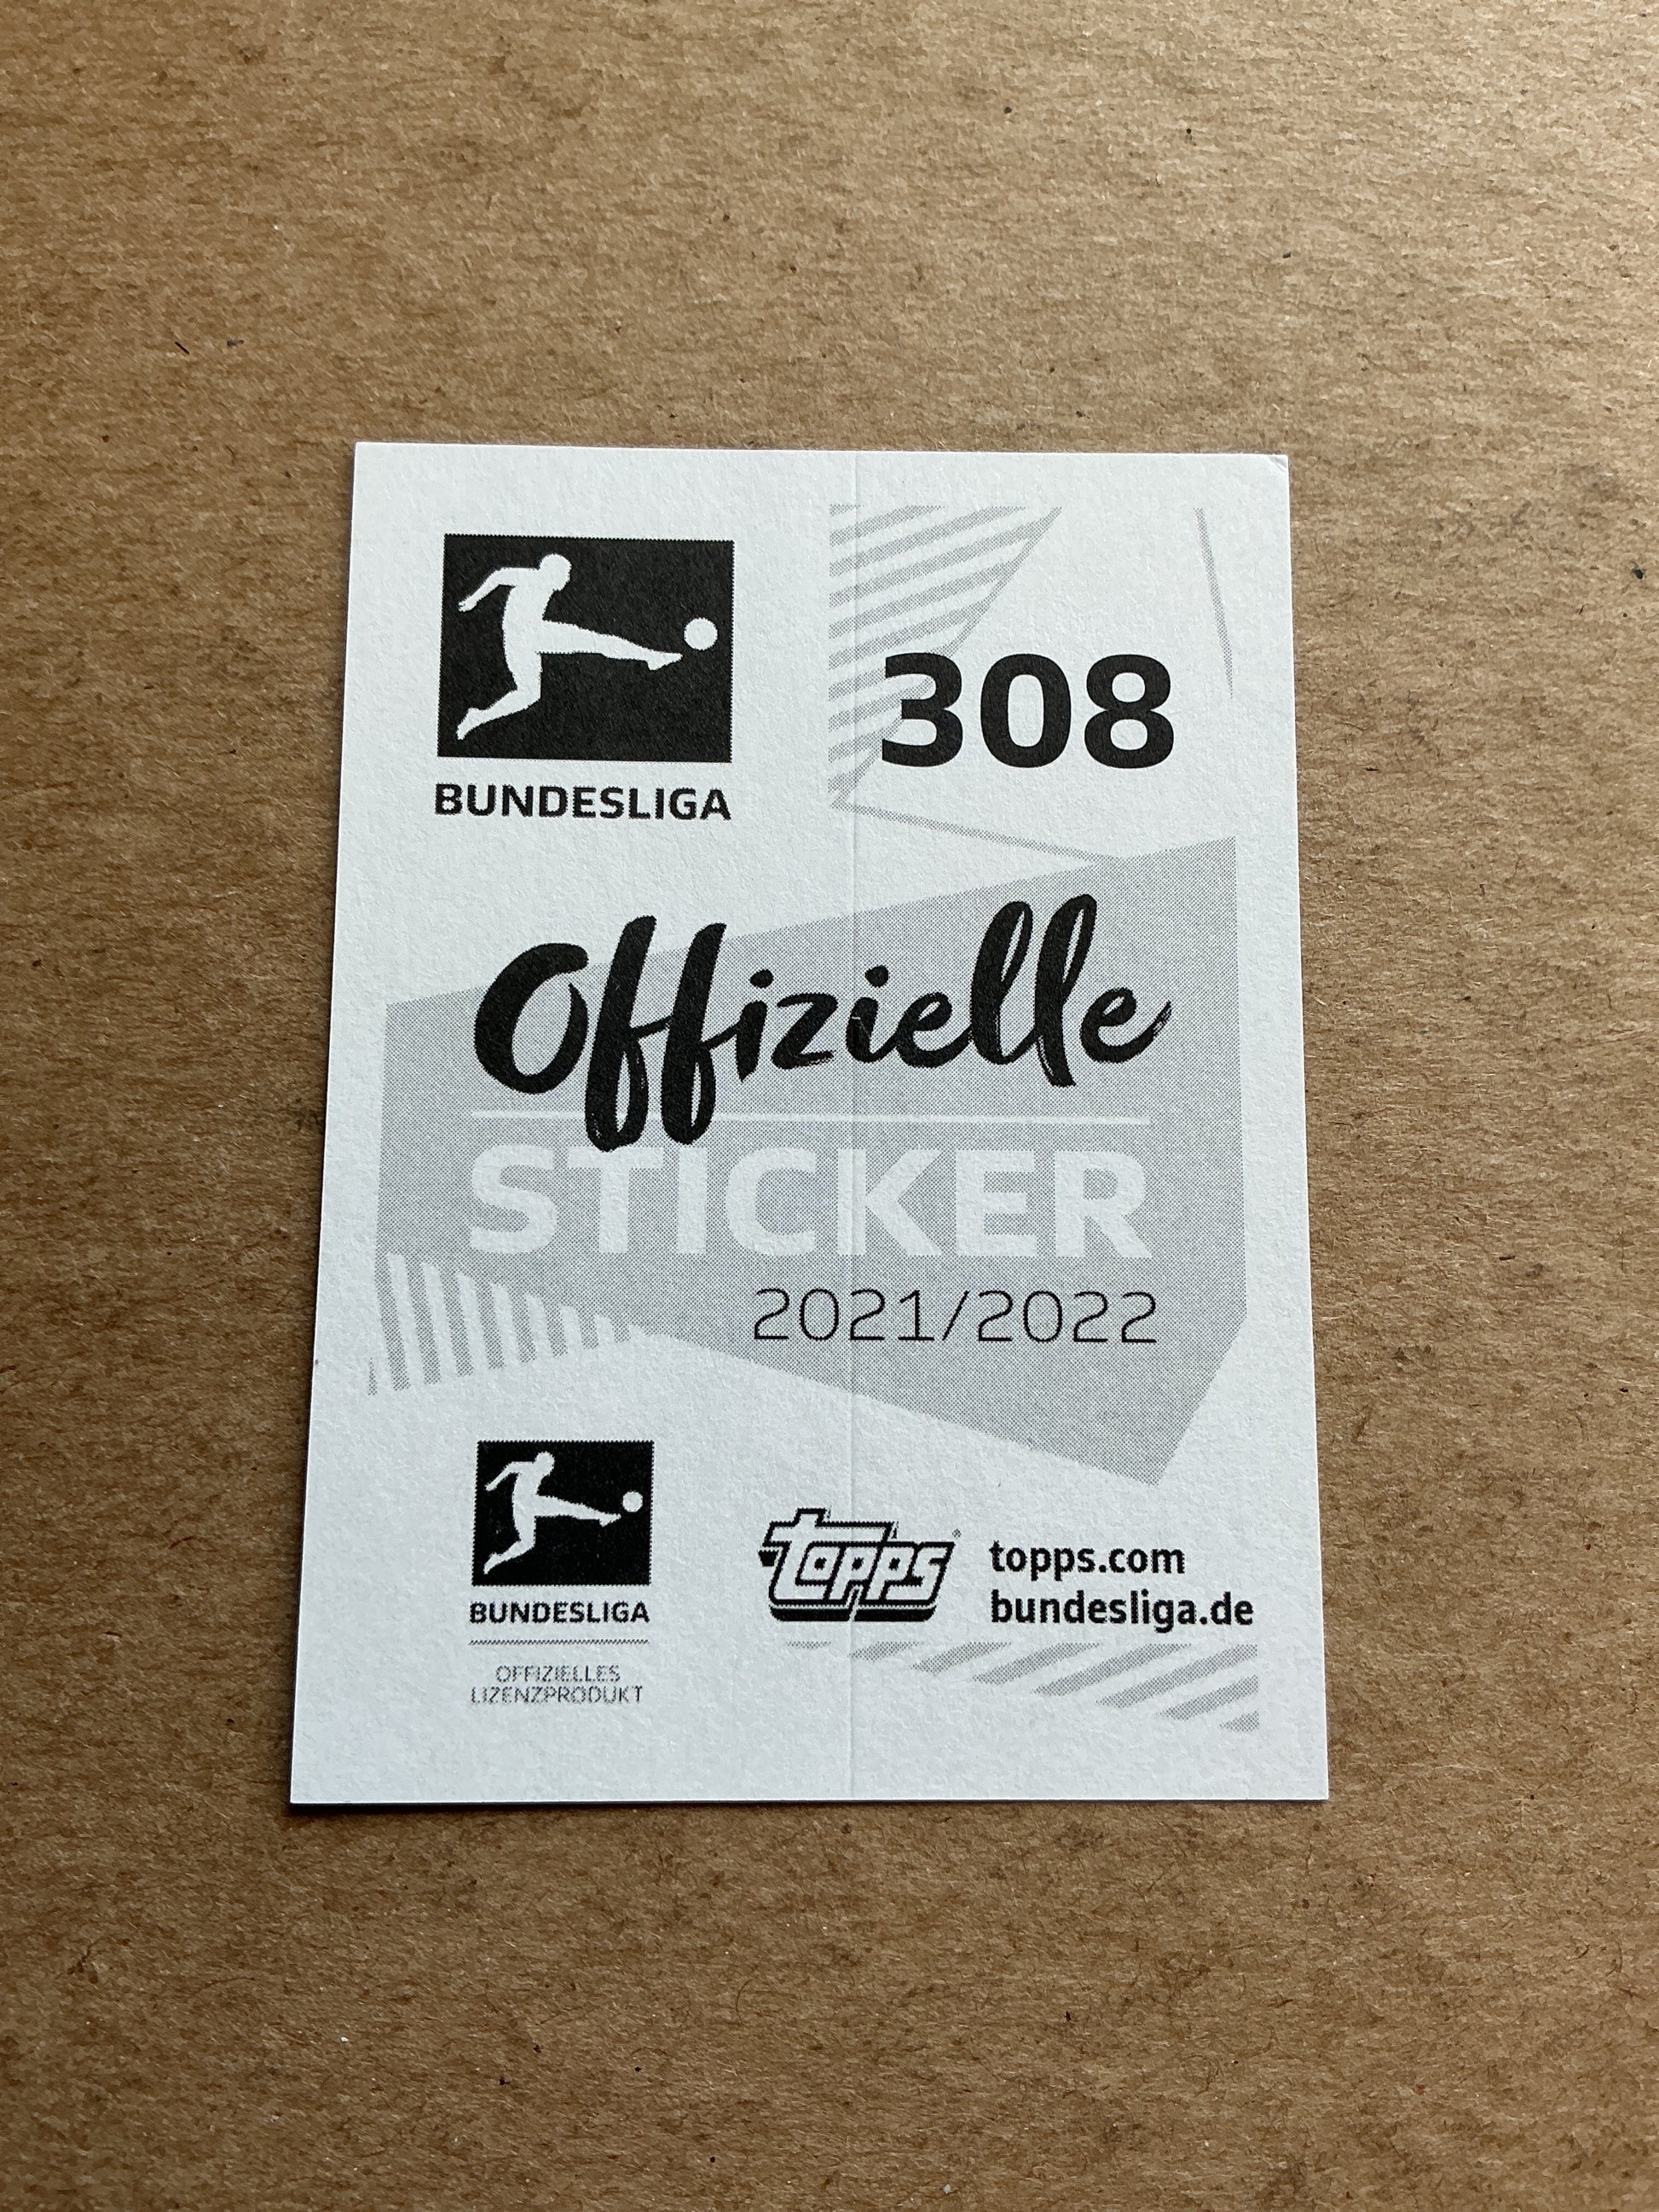 BUNDESLIGA
308
Offizielle
STICKER
2021/2022
BUNDESLIGA
OFFIZIELLES
LIZENZPRODUKT
topps®
topps.com
bundesliga.de